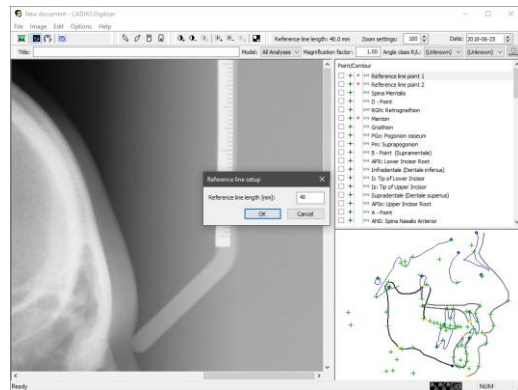 New document - CADIAS Digitizer
File Image Edit Options Help
Reference line length: 40.0 mm Zoom settings: 100 Date: 2018-06-25
Title: Model: All Analyses Magnification factor: 1.00 Angle class R/L: (Unknown) (Unknown)
Point/Contour
Reference line point 1
Reference line point 2
Spina Mentalis
D - Point
RGN: Retrognathion
Menton
Gnathion
PGo: Pogonion osseum
Pm: Suprapogonion
B - Point (Supramentale)
APIi: Lower Incisor Root
Infradentale (Dentale inferius)
Ii: Tip of Lower Incisor
Is: Tip of Upper Incisor
Supradentale (Dentale superius)
APIs: Upper Incisor Root
A - Point
ANS: Spina Nasalis Anterior
Reference line setup
Reference line length [mm]: 40
OK Cancel
Ready NUM